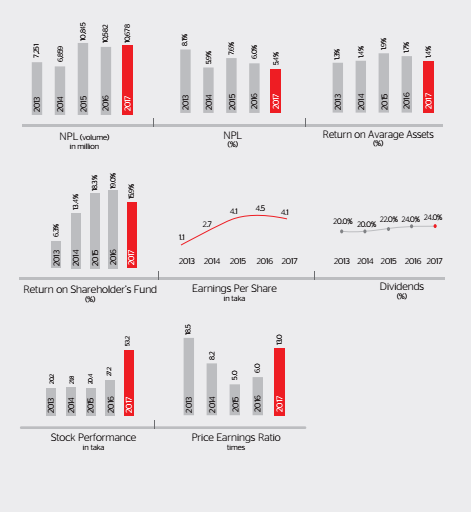 7,251 6,859 10,845 10,582 10,678
2013 2014 2015 2016 2017
NPL (volume)
in million
8.1% 5.9% 7.6% 6.0% 5.4%
2013 2014 2015 2016 2017
NPL
(%)
1.3% 1.4% 1.9% 1.7% 1.4%
2013 2014 2015 2016 2017
Return on Avarage Assets
(%)
6.3% 13.4% 18.3% 19.0% 15.9%
2013 2014 2015 2016 2017
Return on Shareholder's Fund
(%)
1.1 2.7 4.1 4.5 4.1
2013 2014 2015 2016 2017
Earnings Per Share
in taka
20.0% 20.0% 22.0% 24.0% 24.0%
2013 2014 2015 2016 2017
Dividends
(%)
20.2 21.8 20.4 27.2 53.2
2013 2014 2015 2016 2017
Stock Performance
in taka
18.5 8.2 5.0 6.0 13.0
2013 2014 2015 2016 2017
Price Earnings Ratio
times